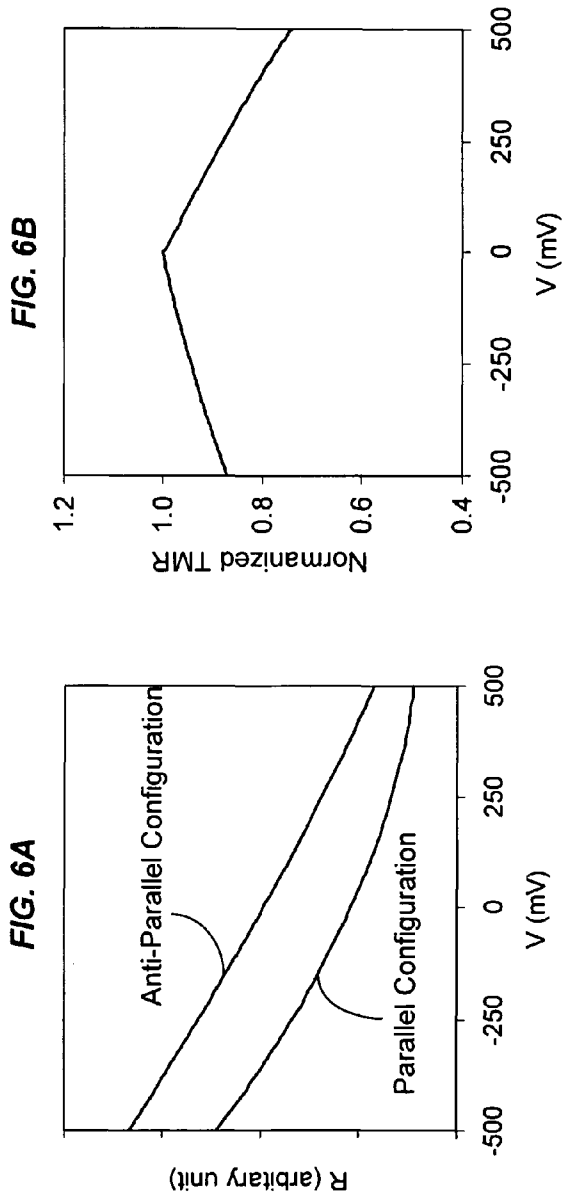 FIG. 6A
R (arbitary unit)
Anti-Parallel Configuration
Parallel Configuration
-500
-250
0
250
500
V (mV)
FIG. 6B
Normanized TMR
1.2
1.0
0.8
0.6
0.4
-500
-250
0
250
500
V (mV)